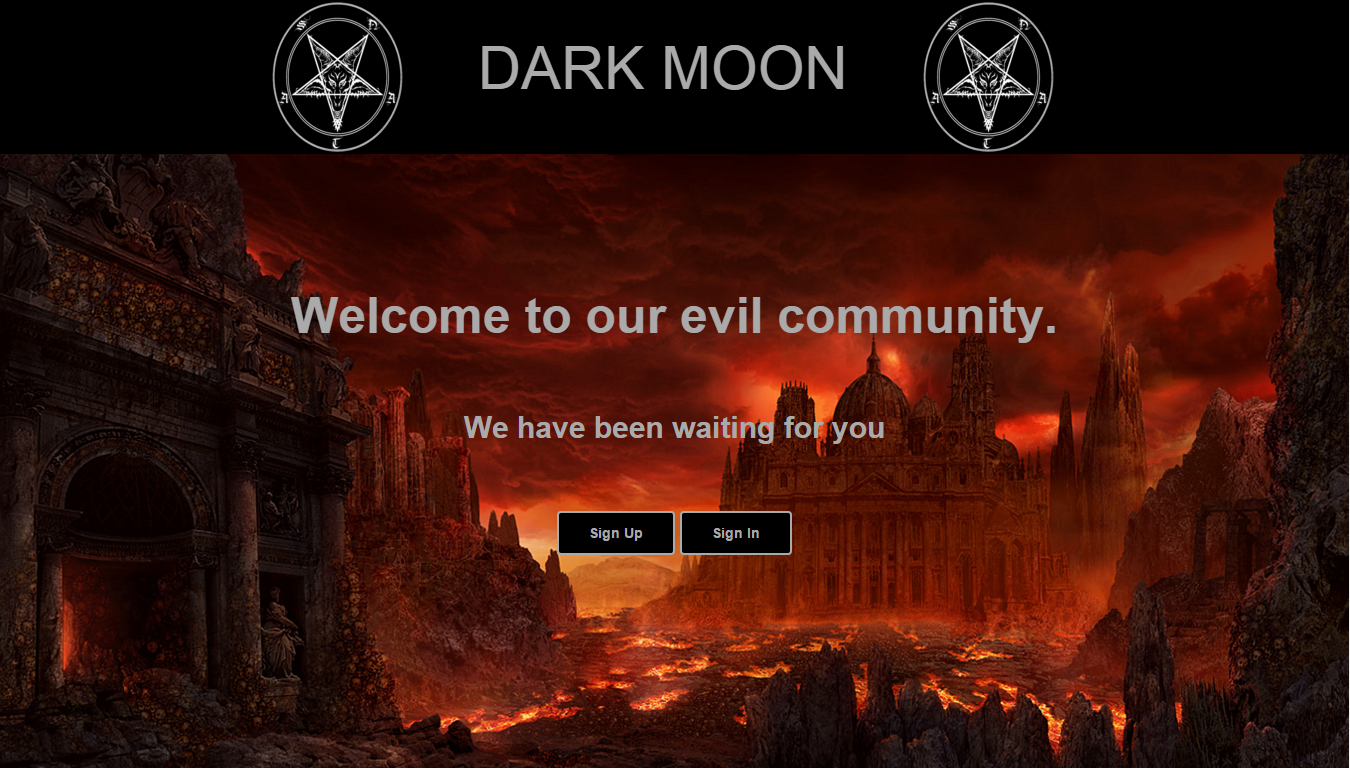 DARK MOON
Welcome to our evil community.
We have been waiting for you
Sign Up
Sign In